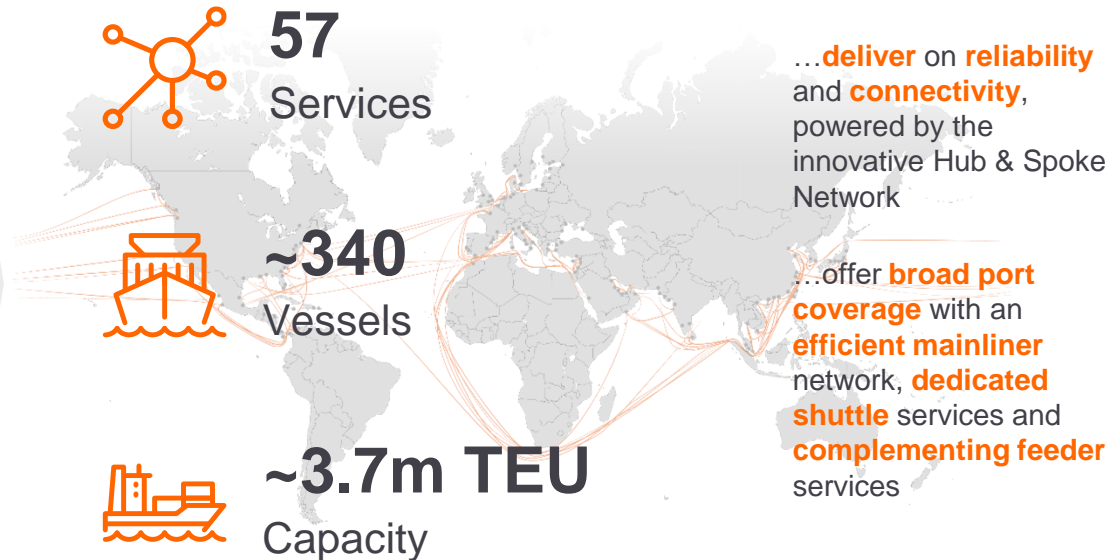 57
Services
~340
Vessels
~3.7m TEU
Capacity
…deliver on reliability
and connectivity,
powered by the
innovative Hub & Spoke
Network
…offer broad port
coverage with an
efficient mainliner
network, dedicated
shuttle services and
complementing feeder
services